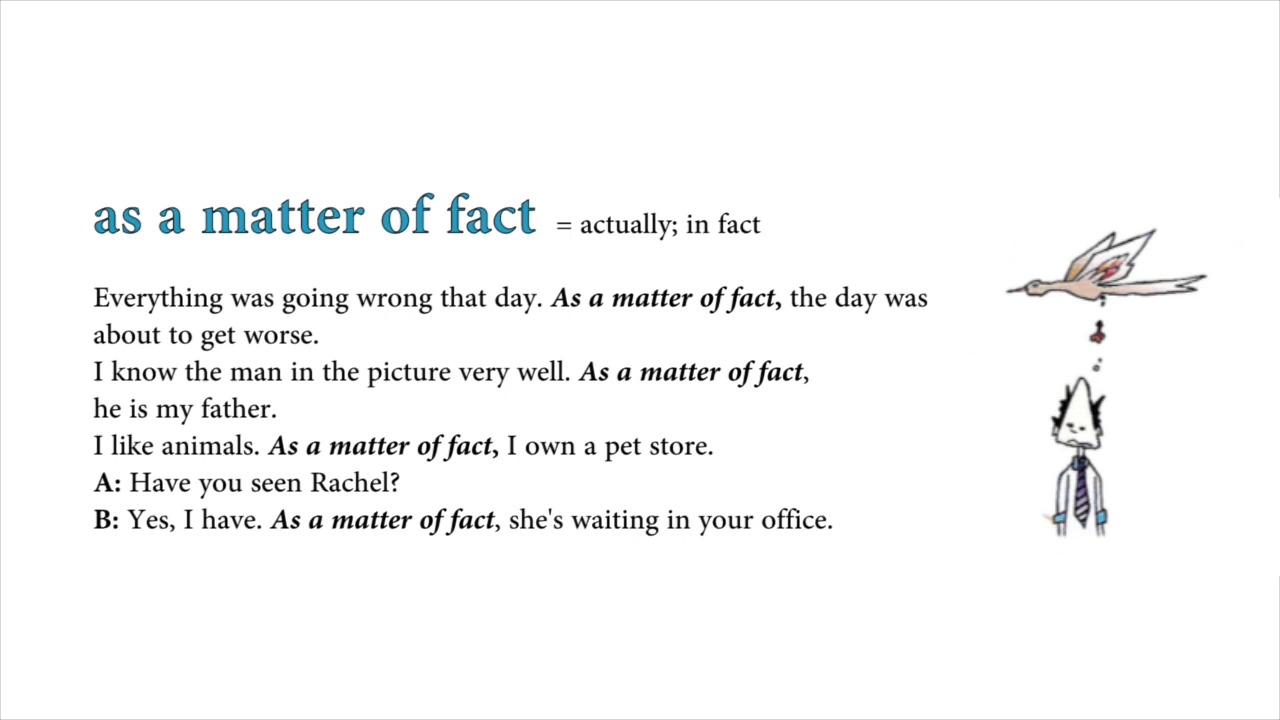 as a matter of fact = actually; in fact
Everything was going wrong that day. As a matter of fact, the day was
about to get worse.
I know the man in the picture very well. As a matter of fact,
he is my father.
I like animals. As a matter of fact, I own a pet store.
A: Have you seen Rachel?
B: Yes, I have. As a matter of fact, she's waiting in your office.